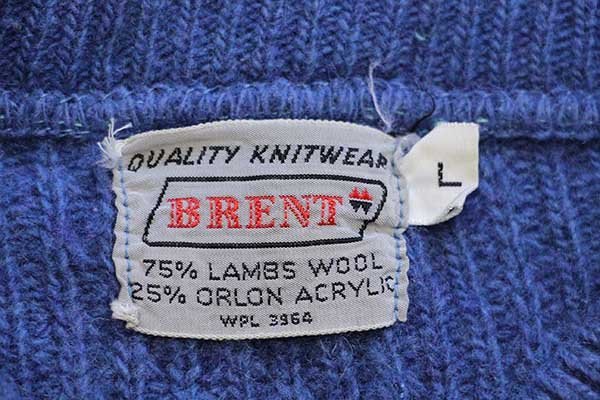 QUALITY KNITWEAR
BRENT
75% LAMBS WOOL
25% ORLON ACRYLIC
WPL 3964
L